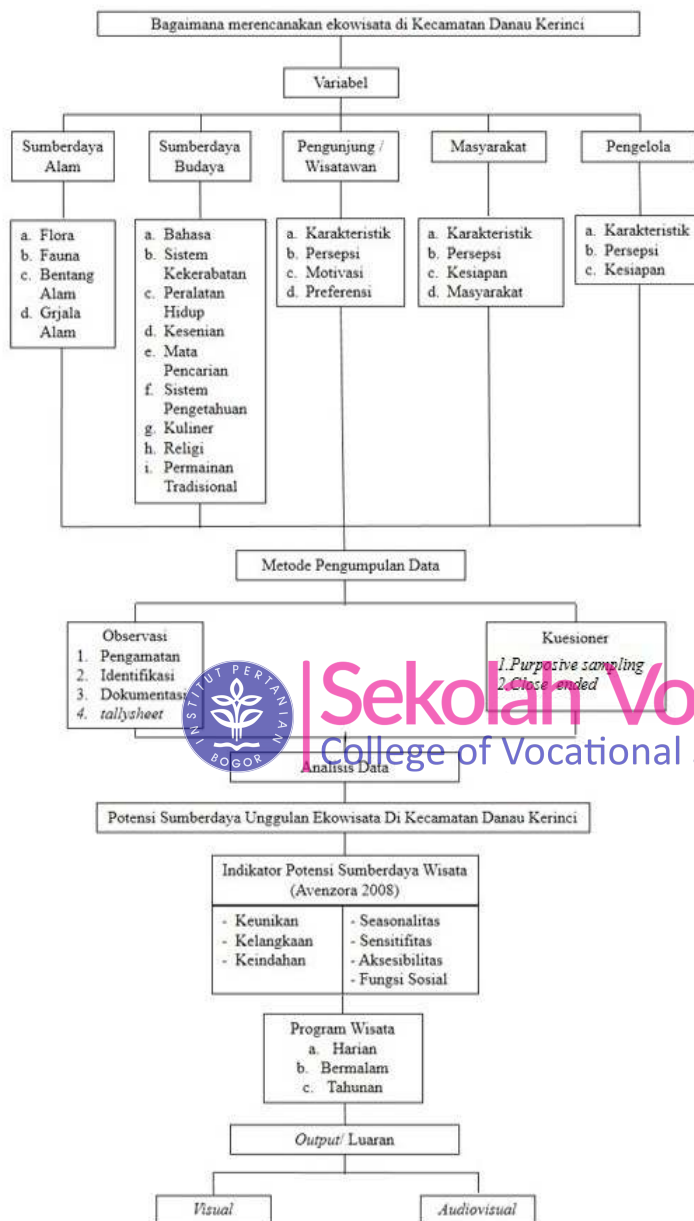 Bagaimana merencanakan ekowisata di Kecamatan Danau Kerinci
Variabel
Sumberdaya
Alam
Sumberdaya
Budaya
Pengunjung /
Wisatawan
Masyarakat
Pengelola
a. Flora
b. Fauna
c. Bentang
Alam
d. Grjala
Alam
a. Bahasa
b. Sistem
Kekerabatan
c. Peralatan
Hidup
d. Kesenian
e. Mata
Pencarian
f. Sistem
Pengetahuan
g. Kuliner
h. Religi
i. Permainan
Tradisional
a. Karakteristik
b. Persepsi
c. Motivasi
d. Preferensi
a. Karakteristik
b. Persepsi
c. Kesiapan
d. Masyarakat
a. Karakteristik
b. Persepsi
c. Kesiapan
Metode Pengumpulan Data
Observasi
1. Pengamatan
2. Identifikasi
3. Dokumentasi
4. tallysheet
Kuesioner
1.Purposive sampling
2.Close ended
INSTITUT PERTANIAN
BOGOR
Sekolah Vo
College of Vocational
Analisis Data
Potensi Sumberdaya Unggulan Ekowisata Di Kecamatan Danau Kerinci
Indikator Potensi Sumberdaya Wisata
(Avenzora 2008)
- Keunikan
- Kelangkaan
- Keindahan
- Seasonalitas
- Sensitifitas
- Aksesibilitas
- Fungsi Sosial
Program Wisata
a. Harian
b. Bermalam
c. Tahunan
Output/ Luaran
Visual
Audiovisual